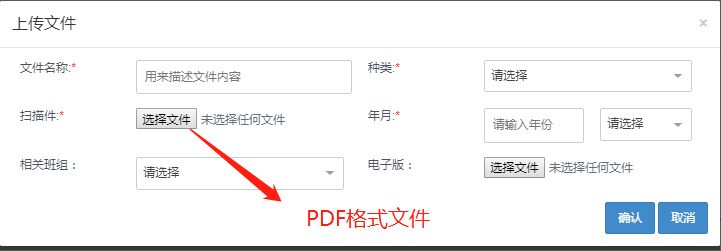 上传文件 ×
文件名称:* 用来描述文件内容 种类:* 请选择
扫描件:* 选择文件 未选择任何文件 年月:* 请输入年份 请选择
相关班组： 请选择 电子版： 选择文件 未选择任何文件
PDF格式文件
确认 取消